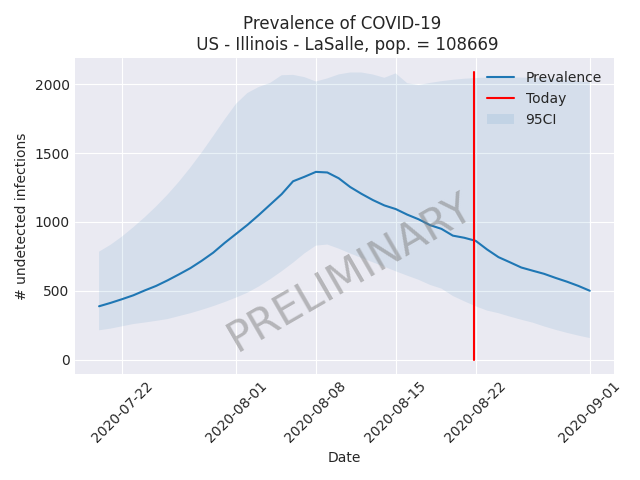 Prevalence of COVID-19
US - Illinois - LaSalle, pop. = 108669
# undetected infections
2000
1500
1000
500
0
Prevalence
Today
95CI
PRELIMINARY
2020-07-22
2020-08-01
2020-08-08
2020-08-15
2020-08-22
2020-09-01
Date